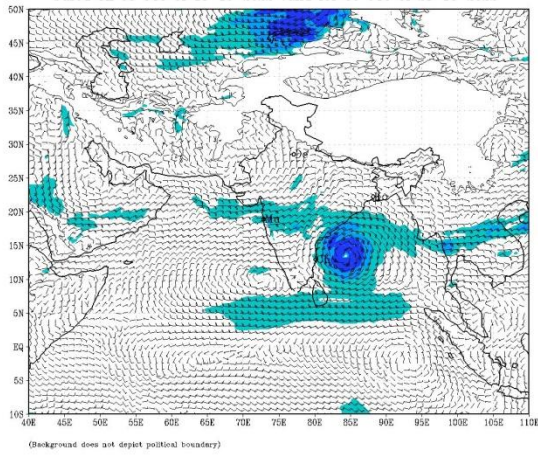 50N
45N
40N
35N
30N
25N
20N
15N
10N
5N
EQ
5S
10S
40E 45E 50E 55E 60E 65E 70E 75E 80E 85E 90E 95E 100E 105E 110E
(Background does not depict political boundary)